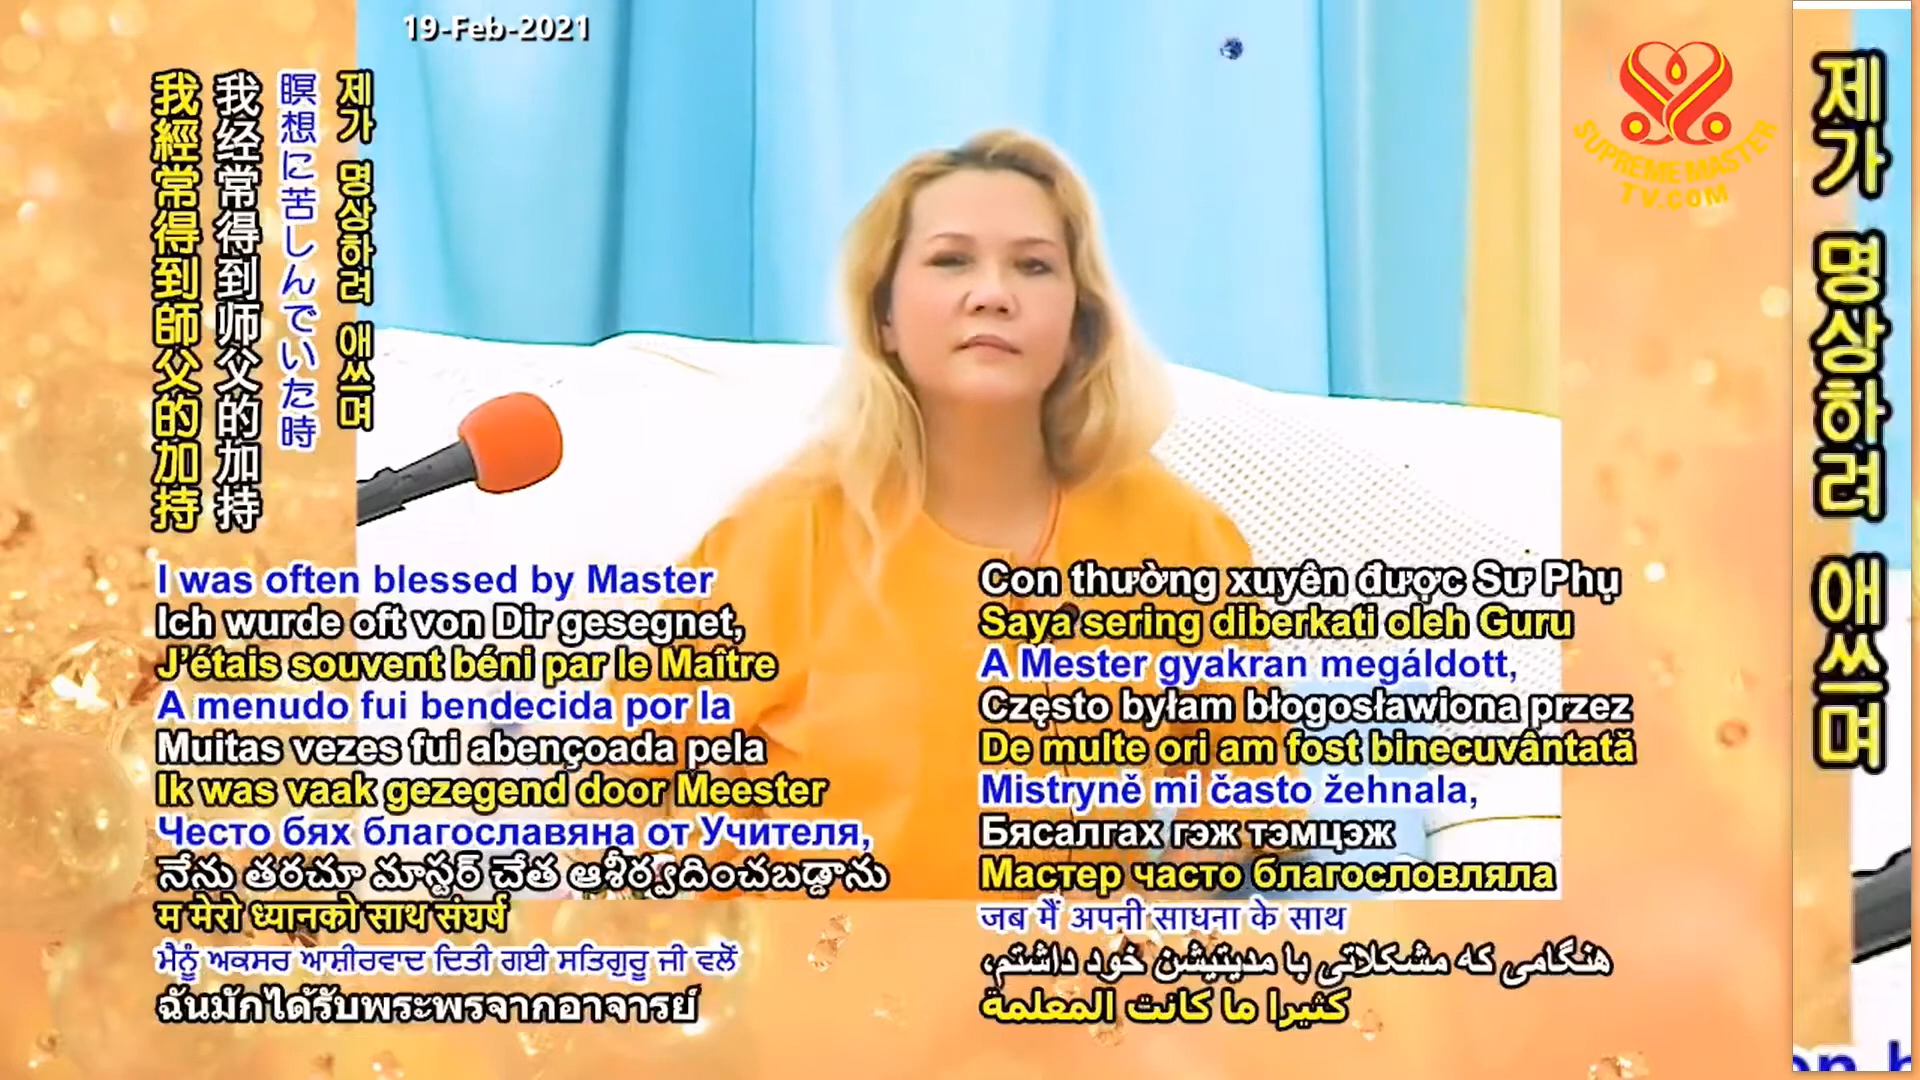 19-Feb-2021
我經常得到師父的加持
我经常得到师父的加持
瞑想に苦しんでいた時
제가 명상하려 애쓰며
SUPREME MASTER
TV.COM
I was often blessed by Master
Ich wurde oft von Dir gesegnet,
J'étais souvent béni par le Maître
A menudo fui bendecida por la
Muitas vezes fui abençoada pela
Ik was vaak gezegend door Meester
Често бях благославяна от Учителя,
నేను తరచూ మాస్టర్ చేత ఆశీర్వదించబడ్డాను
म मेरो ध्यानको साथ संघर्ष
ਮੈਨੂੰ ਅਕਸਰ ਆਸ਼ੀਰਵਾਦ ਦਿਤੀ ਗਈ ਸਤਿਗੁਰੂ ਜੀ ਵਲੋਂ
ฉันมักได้รับพระพรจากอาจารย์
Con thường xuyên được Sư Phụ
Saya sering diberkati oleh Guru
A Mester gyakran megáldott,
Często byłam błogosławiona przez
De multe ori am fost binecuvântată
Mistryně mi často žehnala,
Бясалгах гэж тэмцэж
Мастер часто благословляла
जब मैं अपनी साधना के साथ
هنگامی که مشکلاتی با مدیتیشن خود داشتم،
كثيرا ما كانت المعلمة
제가 명상하려 애쓰며